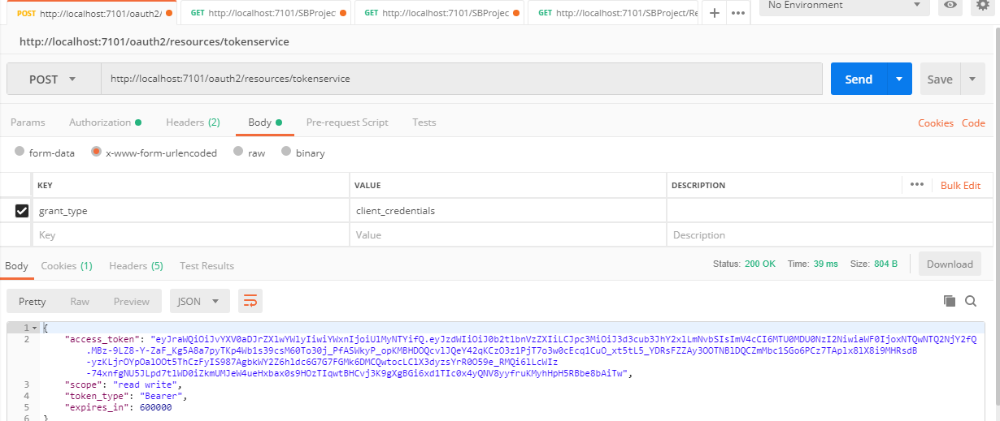 POST http://localhost:7101/oauth2/
GET http://localhost:7101/SBProjec
GET http://localhost:7101/SBProjec
GET http://localhost:7101/SBProject/Re
+
•••
No Environment
http://localhost:7101/oauth2/resources/tokenservice
POST
http://localhost:7101/oauth2/resources/tokenservice
Send
Save
Params Authorization Headers (2) Body Pre-request Script Tests
Cookies Code
form-data x-www-form-urlencoded raw binary
KEY VALUE DESCRIPTION ••• Bulk Edit
grant_type client_credentials
Key Value Description
Body Cookies (1) Headers (5) Test Results
Status: 200 OK Time: 39 ms Size: 804 B Download
Pretty Raw Preview JSON
1 {
2 "access_token": "eyJraWQiOiJvYXV0aDJrZXlwYWlyIiwiYWxnIjoiUlMyNTYifQ.eyJzdWIiOiJ0b2tlbnVzZXIiLCJpc3MiOiJ3d3cub3JhY2xlLmNvbSIsImV4cCI6MTU0MDU0NzI2NiwiaWF0IjoxNTQwNTQ2NjY2fQ
.MBz-9LZ8-Y-ZaF_Kg5A8a7pyTKp4Wb1s39csM60To30j_PfASWkyP_opKMBHDOQcvlJQeY42qKCzO3z1PjT7o3w0cEcq1CuO_xt5tL5_YDRsFZZAy3OOTNBlDQCZmMbc1SGo6PCz7TAplx8lX8i9MHRsdB
-yzKLjrOYpOalOOt5ThCzFyIS987AgbkWY2Z6hldc6G7G7FGMk6DMCQwtocLClX3dyzsYrR0O59e_RMQi6lLcWIz
-74xnfgNU5JLpd7tlWD0iZkmUMJeW4ueHxbax0s9HOzTIqwtBHCvj3K9gXgBGi6xd1TIc0x4yQNV8yyfruKMyhHpH5RBbe8bAiTw",
3 "scope": "read write",
4 "token_type": "Bearer",
5 "expires_in": 600000
6 }